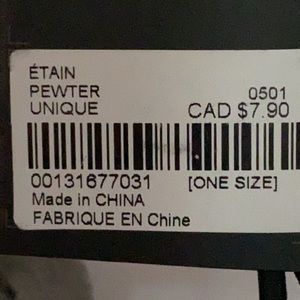 ÉTAIN
PEWTER 0501
UNIQUE CAD $7.90
00131677031 [ONE SIZE]
Made in CHINA
FABRIQUE EN Chine